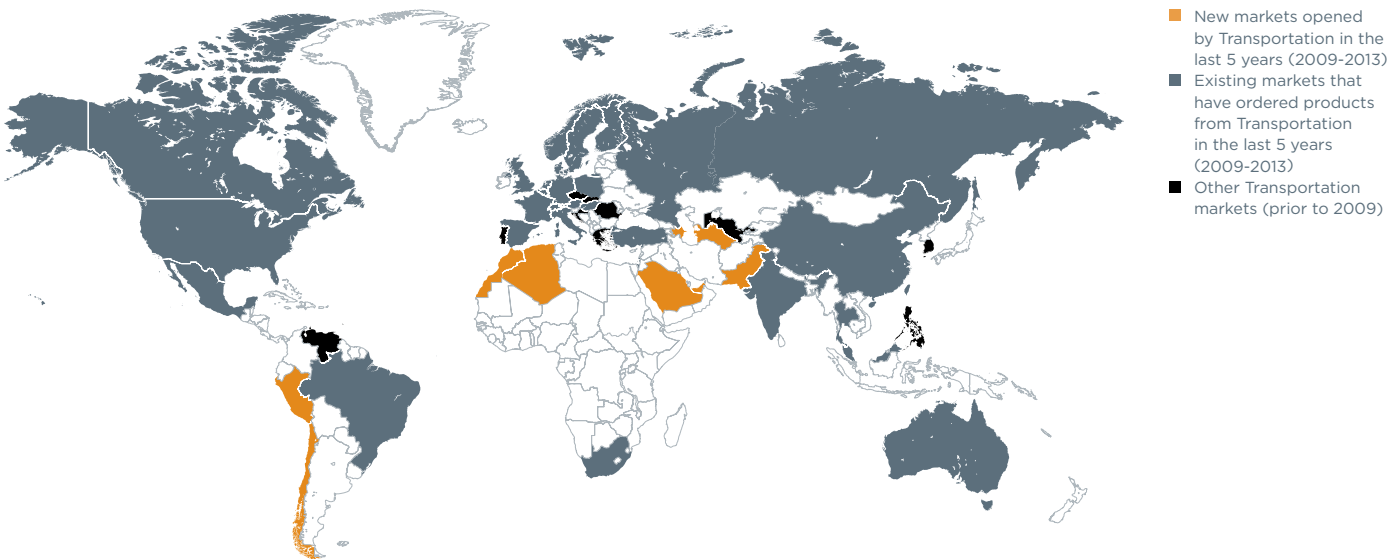 New markets opened
by Transportation in the
last 5 years (2009-2013)
Existing markets that
have ordered products
from Transportation
in the last 5 years
(2009-2013)
Other Transportation
markets (prior to 2009)